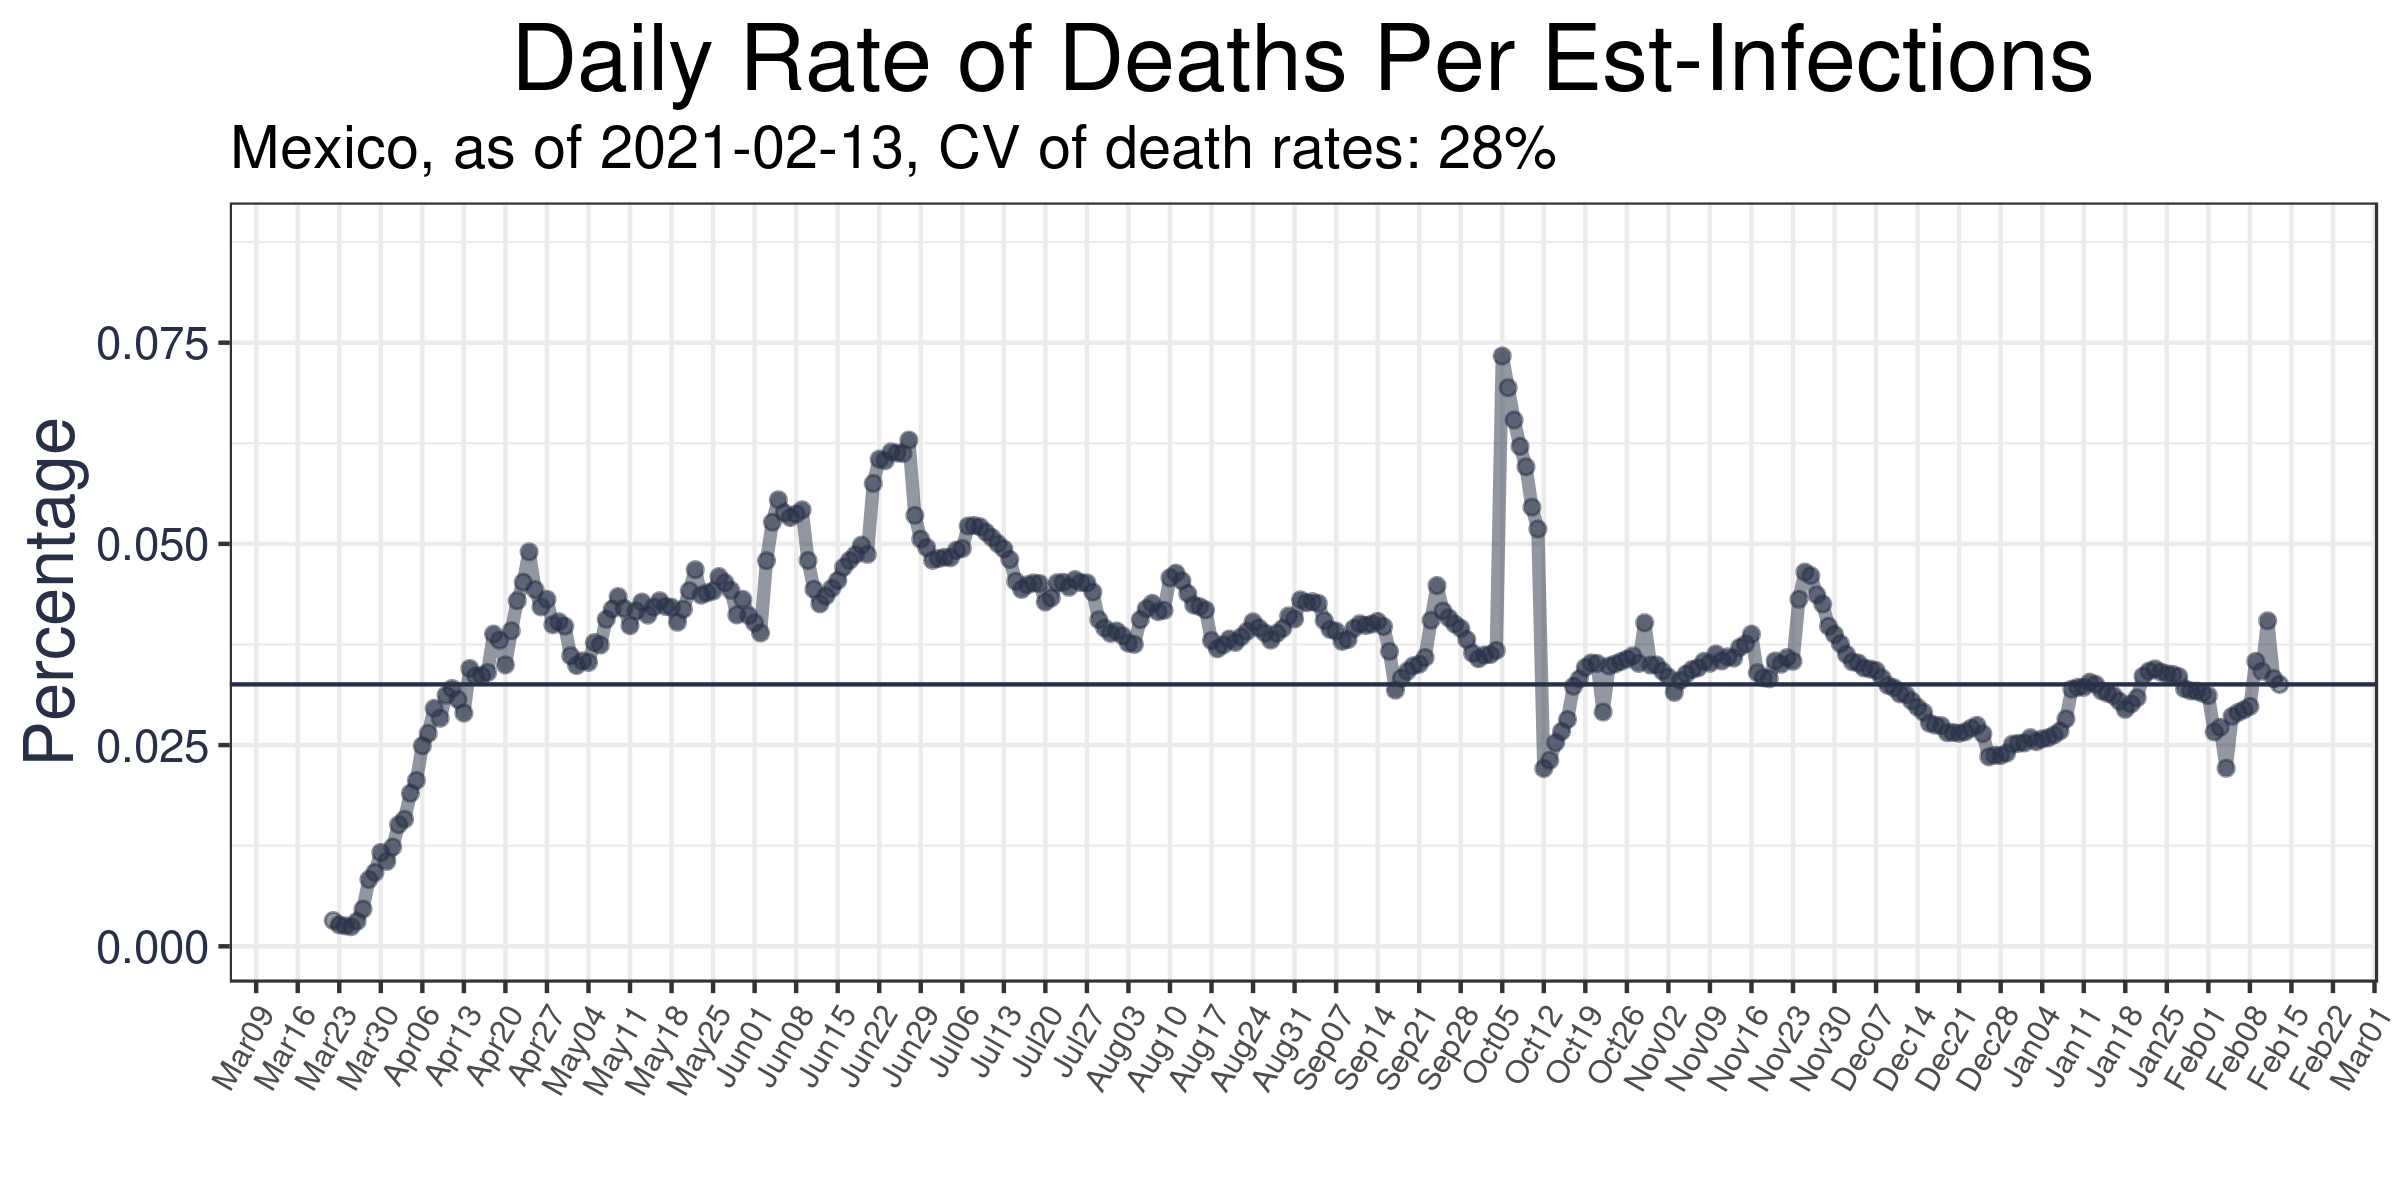 Daily Rate of Deaths Per Est-Infections
Mexico, as of 2021-02-13, CV of death rates: 28%
Percentage
0.075
0.050
0.025
0.000
Mar09
Mar16
Mar23
Mar30
Apr06
Apr13
Apr20
Apr27
May04
May11
May18
May25
Jun01
Jun08
Jun15
Jun22
Jun29
Jul06
Jul13
Jul20
Jul27
Aug03
Aug10
Aug17
Aug24
Aug31
Sep07
Sep14
Sep21
Sep28
Oct05
Oct12
Oct19
Oct26
Nov02
Nov09
Nov16
Nov23
Nov30
Dec07
Dec14
Dec21
Dec28
Jan04
Jan11
Jan18
Jan25
Feb01
Feb08
Feb15
Feb22
Mar01